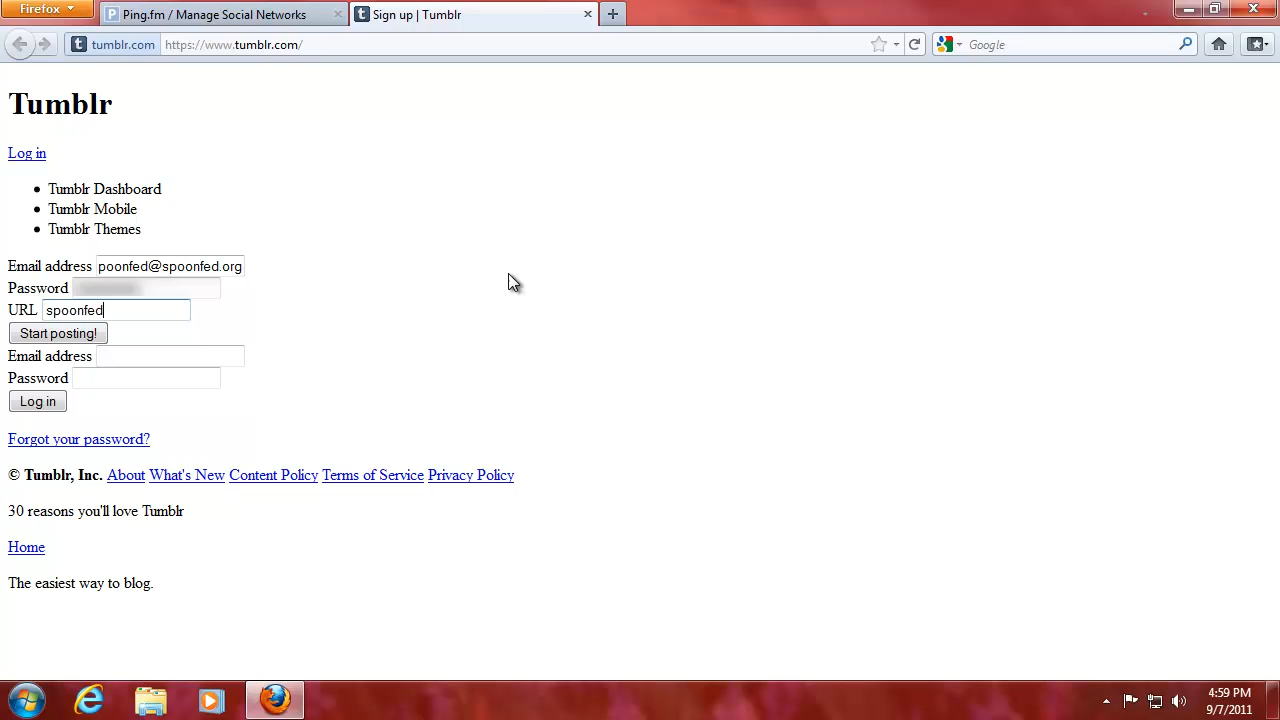 Firefox
Ping.fm / Manage Social Networks
Sign up | Tumblr
tumblr.com
https://www.tumblr.com/
Google
Tumblr
Log in
Tumblr Dashboard
Tumblr Mobile
Tumblr Themes
Email address poonfed@spoonfed.org
Password
URL spoonfed
Start posting!
Email address
Password
Log in
Forgot your password?
© Tumblr, Inc. About What's New Content Policy Terms of Service Privacy Policy
30 reasons you'll love Tumblr
Home
The easiest way to blog.
4:59 PM
9/7/2011